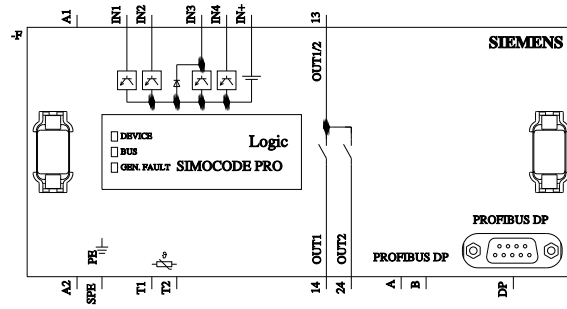 A1
IN1
IN2
IN3
IN4
IN+
13
-F
SIEMENS
OUT1/2
DEVICE
BUS
GEN. FAULT
Logic
SIMOCODE PRO
PROFIBUS DP
PE
ϑ
OUT1
OUT2
PROFIBUS DP
A2
SPE
T1
T2
14
24
A
B
DP